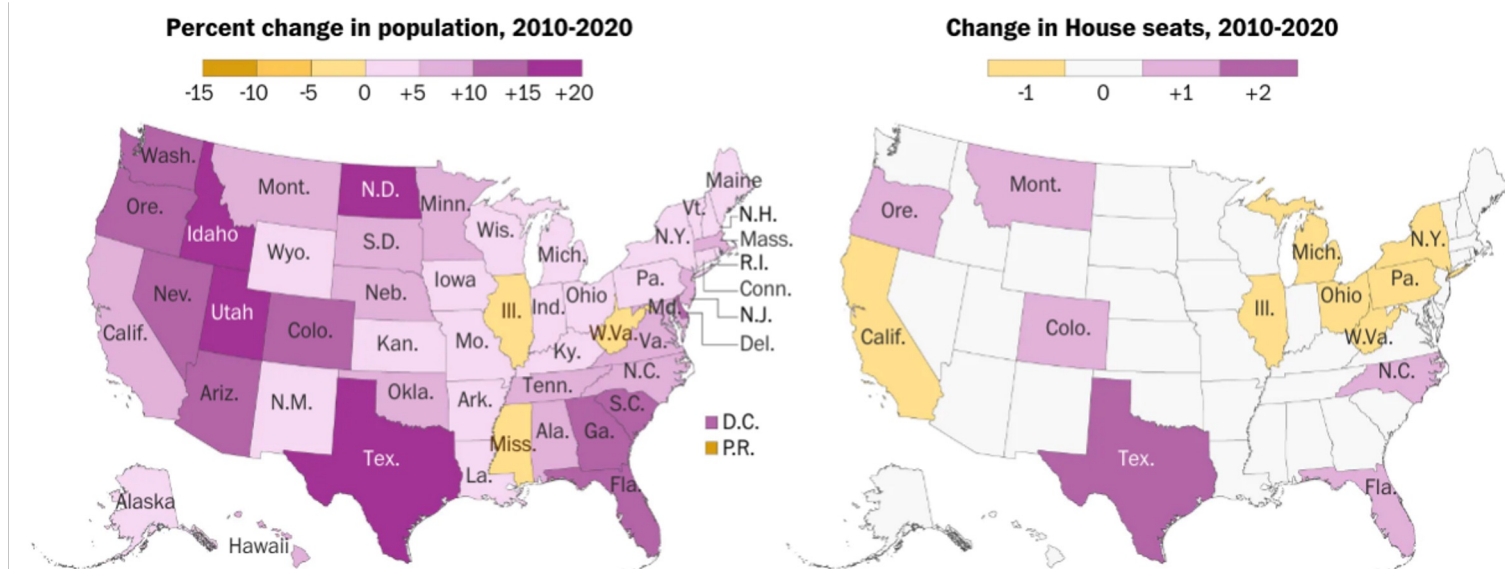 Percent change in population, 2010-2020
-15 -10 -5 0 +5 +10 +15 +20
Wash.
Ore.
Idaho
Mont.
N.D.
Minn.
Wyo.
S.D.
Wis.
Mich.
Maine
Vt.
N.H.
N.Y.
Mass.
R.I.
Conn.
N.J.
Del.
Nev.
Utah
Calif.
Colo.
Neb.
Iowa
Ill.
Ind.
Ohio
Pa.
Md.
W.Va.
Va.
Kan.
Mo.
Ky.
Ariz.
N.M.
Okla.
Ark.
Tenn.
N.C.
S.C.
Tex.
La.
Miss.
Ala.
Ga.
Fla.
Alaska
Hawaii
D.C.
P.R.
Change in House seats, 2010-2020
-1 0 +1 +2
Ore.
Mont.
Mich.
N.Y.
Calif.
Colo.
Ill.
Ohio
Pa.
W.Va.
N.C.
Tex.
Fla.